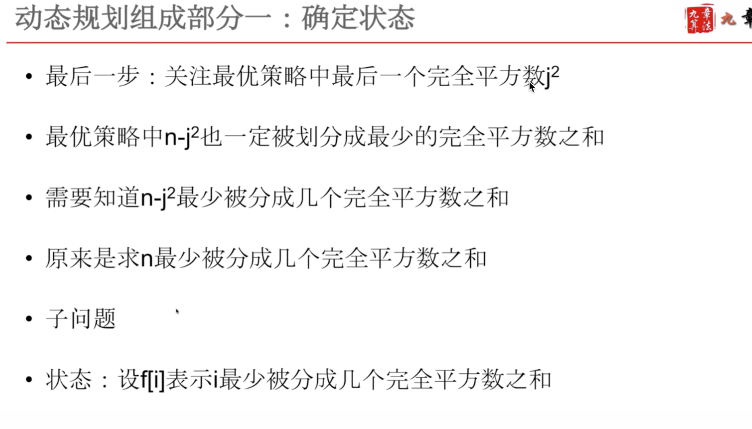 动态规划组成部分一：确定状态
九章算法
九章
• 最后一步：关注最优策略中最后一个完全平方数j²
• 最优策略中n-j²也一定被划分成最少的完全平方数之和
• 需要知道n-j²最少被分成几个完全平方数之和
• 原来是求n最少被分成几个完全平方数之和
• 子问题
• 状态：设f[i]表示i最少被分成几个完全平方数之和